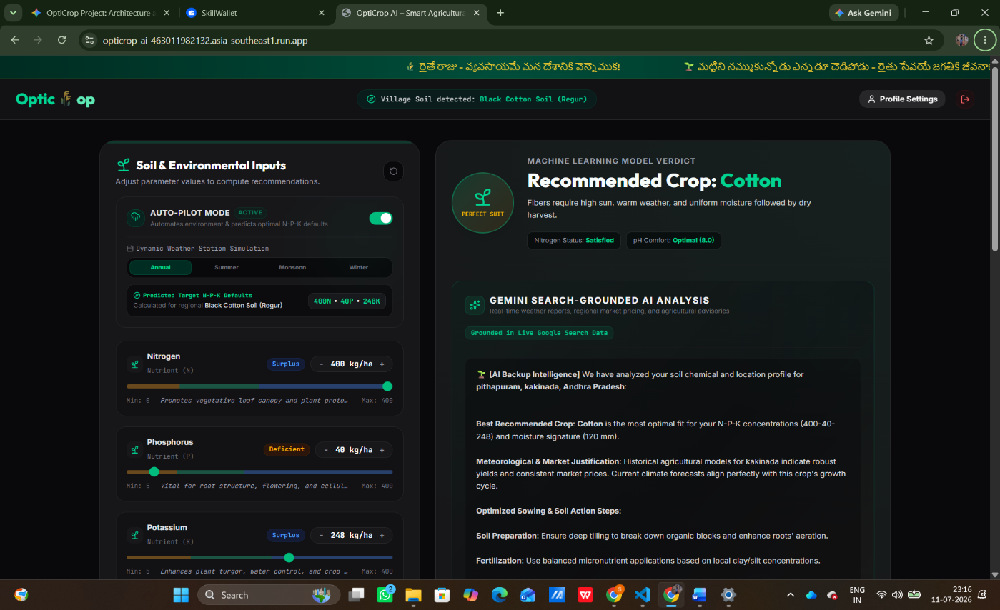 OptiCrop Project: Architecture a
SkillWallet
OptiCrop AI – Smart Agricultura
Ask Gemini
opticrop-ai-463011982132.asia-southeast1.run.app
రైతే రాజు - వ్యవసాయమే మన దేశానికి వెన్నెముక!
మట్టిని నమ్ముకున్నోడు ఎన్నడూ చెడిపోడు - రైతు సేవయే జగతికి జీవనా
Optic op
Village Soil detected: Black Cotton Soil (Regur)
Profile Settings
Soil & Environmental Inputs
Adjust parameter values to compute recommendations.
AUTO-PILOT MODE ACTIVE
Automates environment & predicts optimal N-P-K defaults
Dynamic Weather Station Simulation
Annual Summer Monsoon Winter
Predicted Target N-P-K Defaults
Calculated for regional Black Cotton Soil (Regur)
400N • 40P • 248K
Nitrogen
Nutrient (N)
Surplus
- 400 kg/ha +
Min: 0 Promotes vegetative leaf canopy and plant prote… Max: 400
Phosphorus
Nutrient (P)
Deficient
- 40 kg/ha +
Min: 5 Vital for root structure, flowering, and cellul… Max: 400
Potassium
Nutrient (K)
Surplus
- 248 kg/ha +
Min: 5 Enhances plant turgor, water control, and crop … Max: 400
MACHINE LEARNING MODEL VERDICT
Recommended Crop: Cotton
PERFECT SUIT
Fibers require high sun, warm weather, and uniform moisture followed by dry
harvest.
Nitrogen Status: Satisfied
pH Comfort: Optimal (8.0)
GEMINI SEARCH-GROUNDED AI ANALYSIS
Real-time weather reports, regional market pricing, and agricultural advisories
Grounded in Live Google Search Data
[AI Backup Intelligence] We have analyzed your soil chemical and location profile for
pithapuram, kakinada, Andhra Pradesh:
Best Recommended Crop: Cotton is the most optimal fit for your N-P-K concentrations (400-40-
248) and moisture signature (120 mm).
Meteorological & Market Justification: Historical agricultural models for kakinada indicate robust
yields and consistent market prices. Current climate forecasts align perfectly with this crop's growth
cycle.
Optimized Sowing & Soil Action Steps:
Soil Preparation: Ensure deep tilling to break down organic blocks and enhance roots' aeration.
Fertilization: Use balanced micronutrient applications based on local clay/silt concentrations.
Search
2
ENG
IN
23:16
11-07-2026